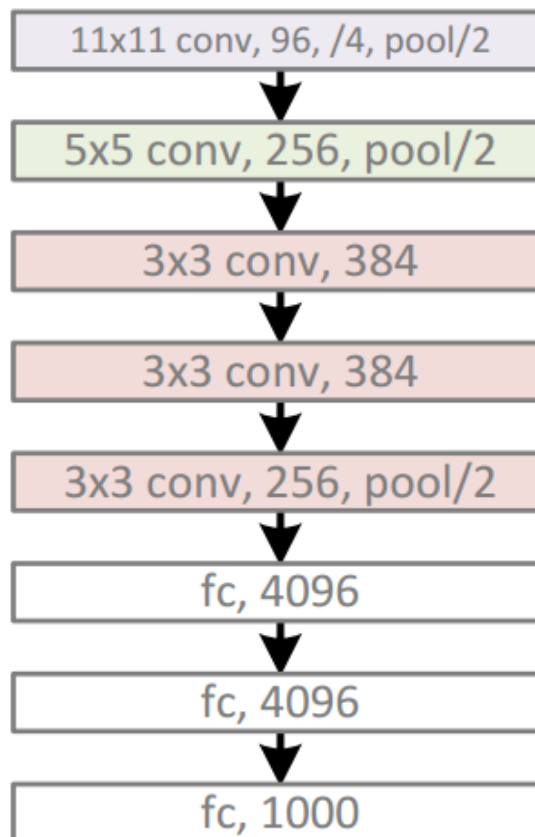 11x11 conv, 96, /4, pool/2
5x5 conv, 256, pool/2
3x3 conv, 384
3x3 conv, 384
3x3 conv, 256, pool/2
fc, 4096
fc, 4096
fc, 1000